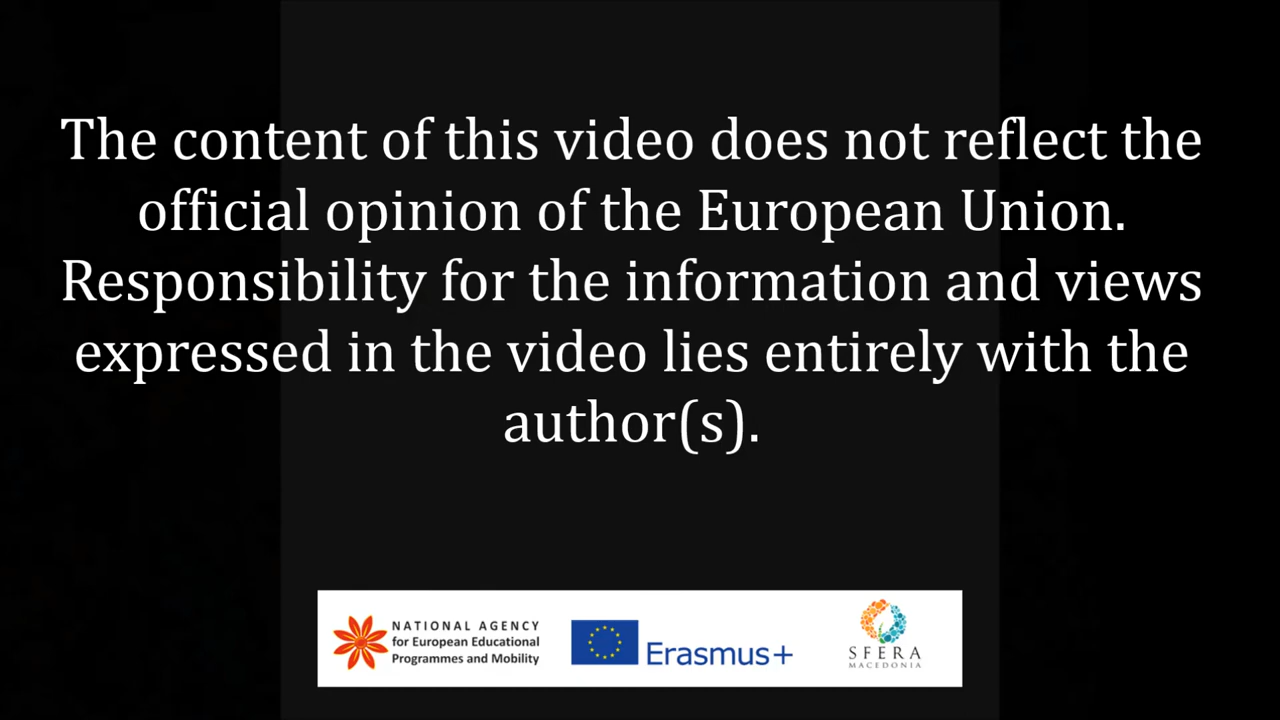 The content of this video does not reflect the
official opinion of the European Union.
Responsibility for the information and views
expressed in the video lies entirely with the
author(s).
NATIONAL AGENCY
for European Educational
Programmes and Mobility
Erasmus+
SFERA
MACEDONIA